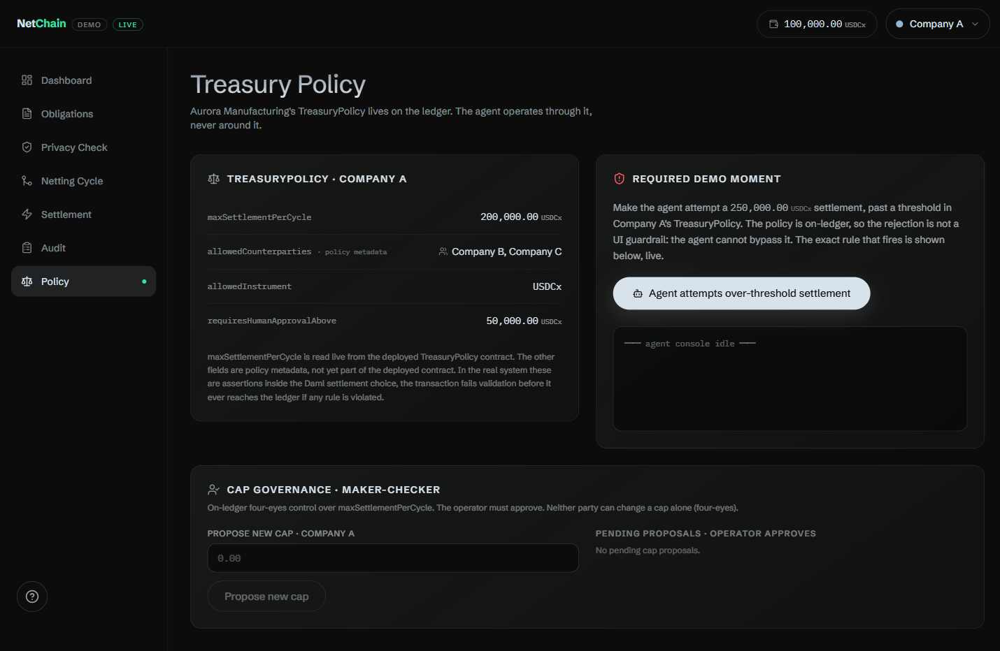 NetChain DEMO LIVE
100,000.00 USDCx
Company A
Dashboard
Obligations
Privacy Check
Netting Cycle
Settlement
Audit
Policy
Treasury Policy
Aurora Manufacturing's TreasuryPolicy lives on the ledger. The agent operates through it,
never around it.
TREASURYPOLICY · COMPANY A
maxSettlementPerCycle 200,000.00 USDCx
allowedCounterparties · policy metadata Company B, Company C
allowedInstrument USDCx
requiresHumanApprovalAbove 50,000.00 USDCx
maxSettlementPerCycle is read live from the deployed TreasuryPolicy contract. The other
fields are policy metadata, not yet part of the deployed contract. In the real system these
are assertions inside the Daml settlement choice, the transaction fails validation before it
ever reaches the ledger if any rule is violated.
REQUIRED DEMO MOMENT
Make the agent attempt a 250,000.00 USDCx settlement, past a threshold in
Company A's TreasuryPolicy. The policy is on-ledger, so the rejection is not a
UI guardrail: the agent cannot bypass it. The exact rule that fires is shown
below, live.
Agent attempts over-threshold settlement
── agent console idle ──
CAP GOVERNANCE · MAKER-CHECKER
On-ledger four-eyes control over maxSettlementPerCycle. The operator must approve. Neither party can change a cap alone (four-eyes).
PROPOSE NEW CAP · COMPANY A
0.00
Propose new cap
PENDING PROPOSALS · OPERATOR APPROVES
No pending cap proposals.